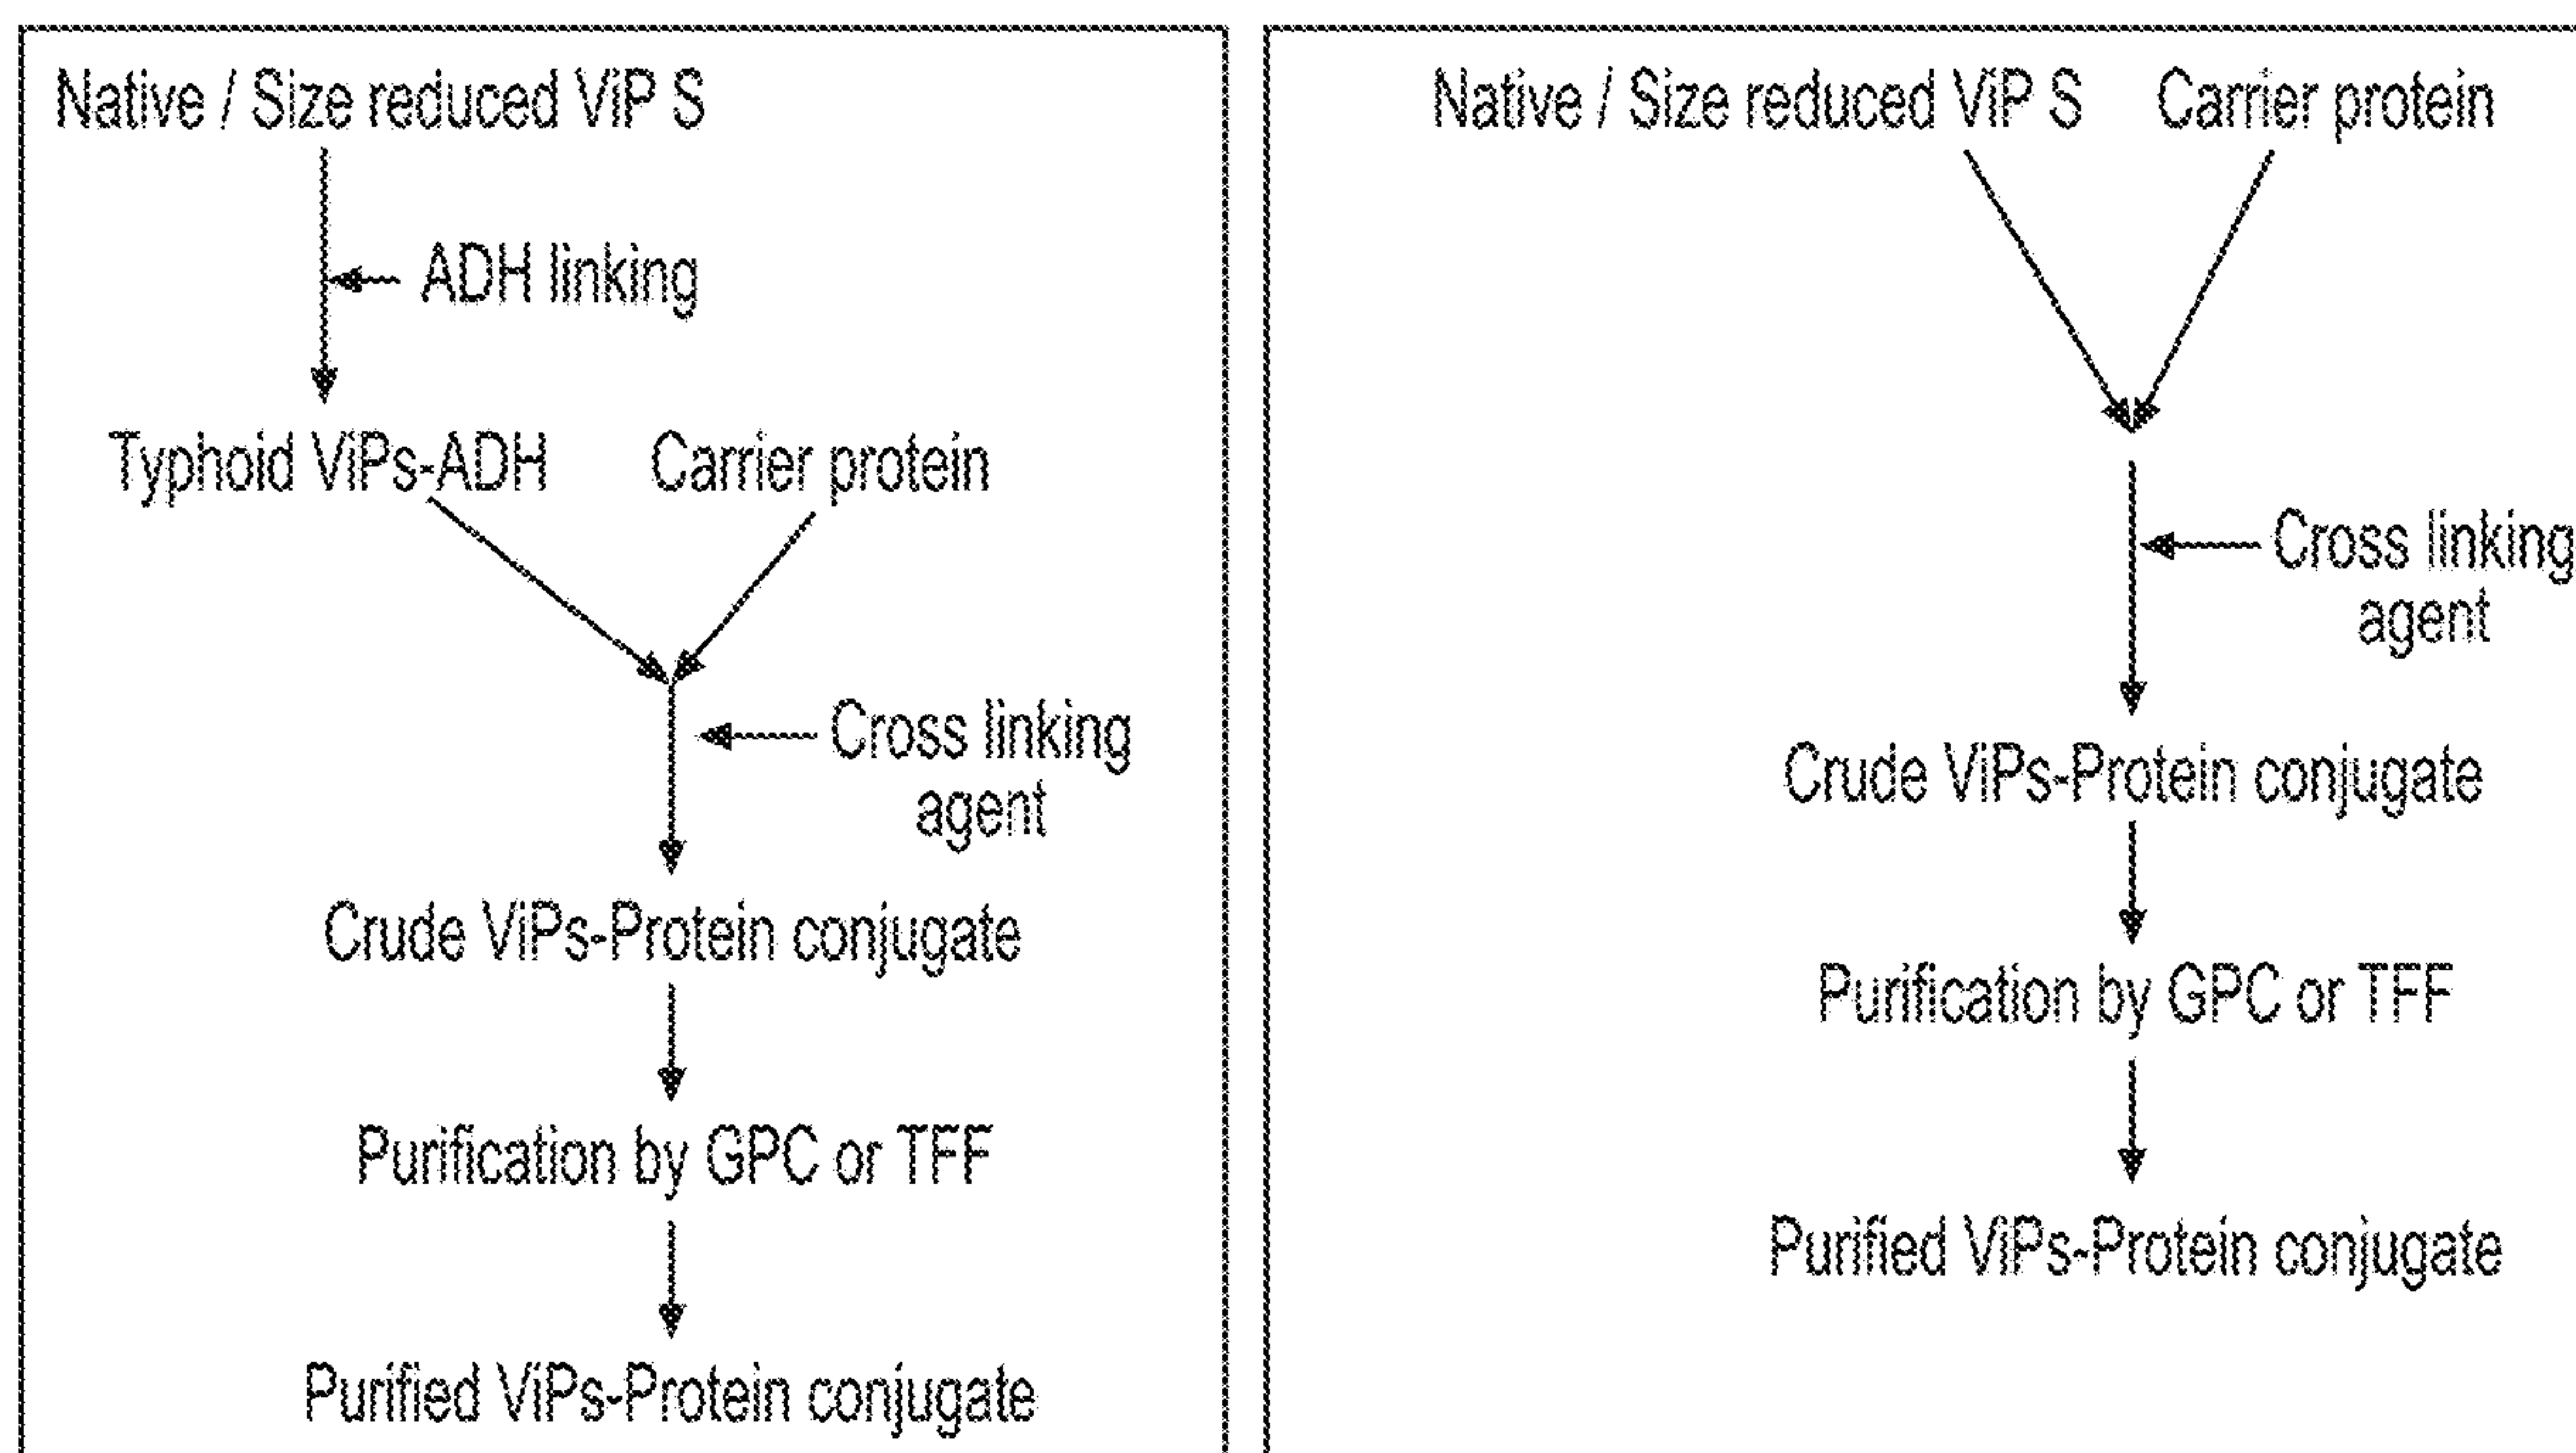 Native / Size reduced ViP S
ADH linking
Typhoid ViPs-ADH
Carrier protein
Cross linking
agent
Crude ViPs-Protein conjugate
Purification by GPC or TFF
Purified ViPs-Protein conjugate
Native / Size reduced ViP S
Carrier protein
Cross linking
agent
Crude ViPs-Protein conjugate
Purification by GPC or TFF
Purified ViPs-Protein conjugate